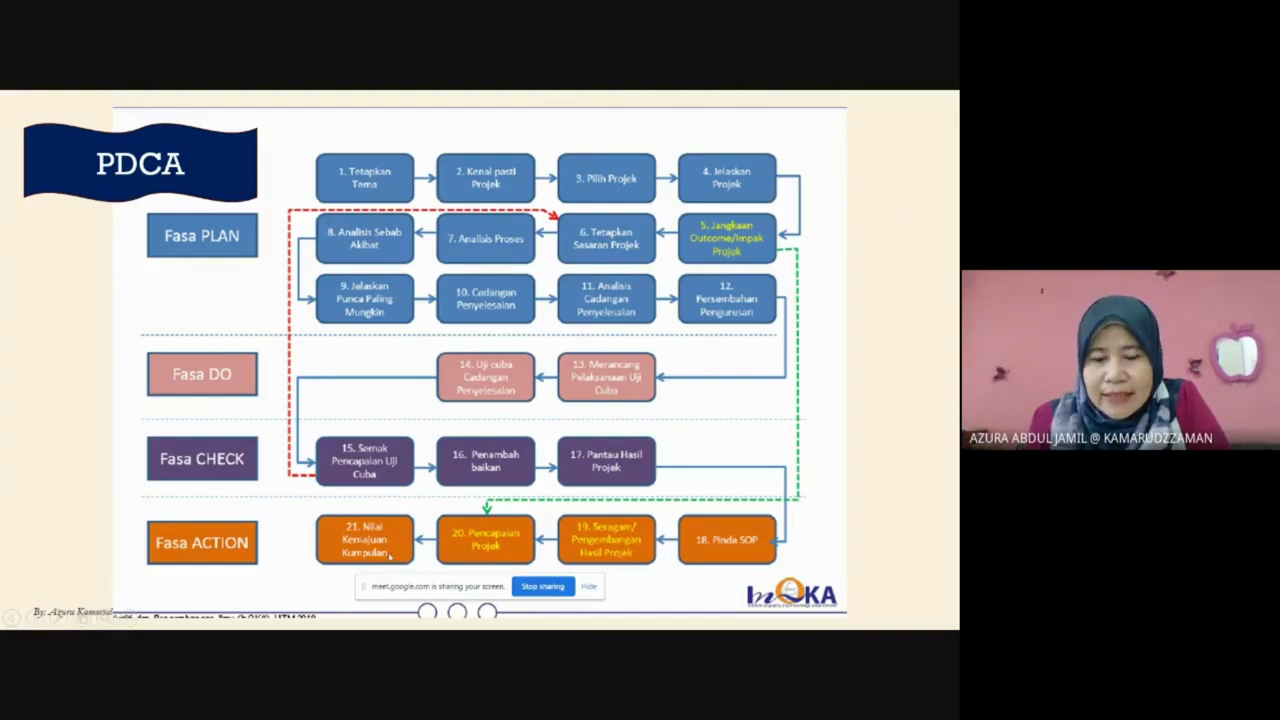 PDCA
1. Tetapkan
Tema
2. Kenal pasti
Projek
3. Pilih Projek
4. Jelaskan
Projek
Fasa PLAN
8. Analisis Sebab
Akibat
7. Analisis Proses
6. Tetapkan
Sasaran Projek
5. Jangkaan
Outcome/Impak
Projek
9. Jelaskan
Punca Paling
Mungkin
10. Cadangan
Penyelesaian
11. Analisis
Cadangan
Penyelesaian
12.
Persembahan
Pengurusan
Fasa DO
14. Uji cuba
Cadangan
Penyelesaian
13. Merancang
Pelaksanaan Uji
Cuba
Fasa CHECK
15. Semak
Pencapaian Uji
Cuba
16. Penambah
baikan
17. Pantau Hasil
Projek
Fasa ACTION
21. Nilai
Kemajuan
Kumpulan
20. Pencapaian
Projek
19. Seragam/
Pengembangan
Hasil Projek
18. Pinda SOP
meet.google.com is sharing your screen.
Stop sharing
Hide
InQKA
By: Azura Kamarud
AZURA ABDUL JAMIL @ KAMARUDZZAMAN